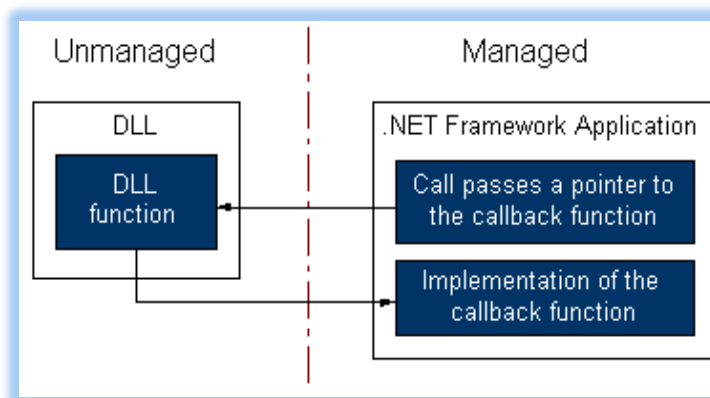 Unmanaged
Managed
DLL
DLL
function
.NET Framework Application
Call passes a pointer to
the callback function
Implementation of the
callback function